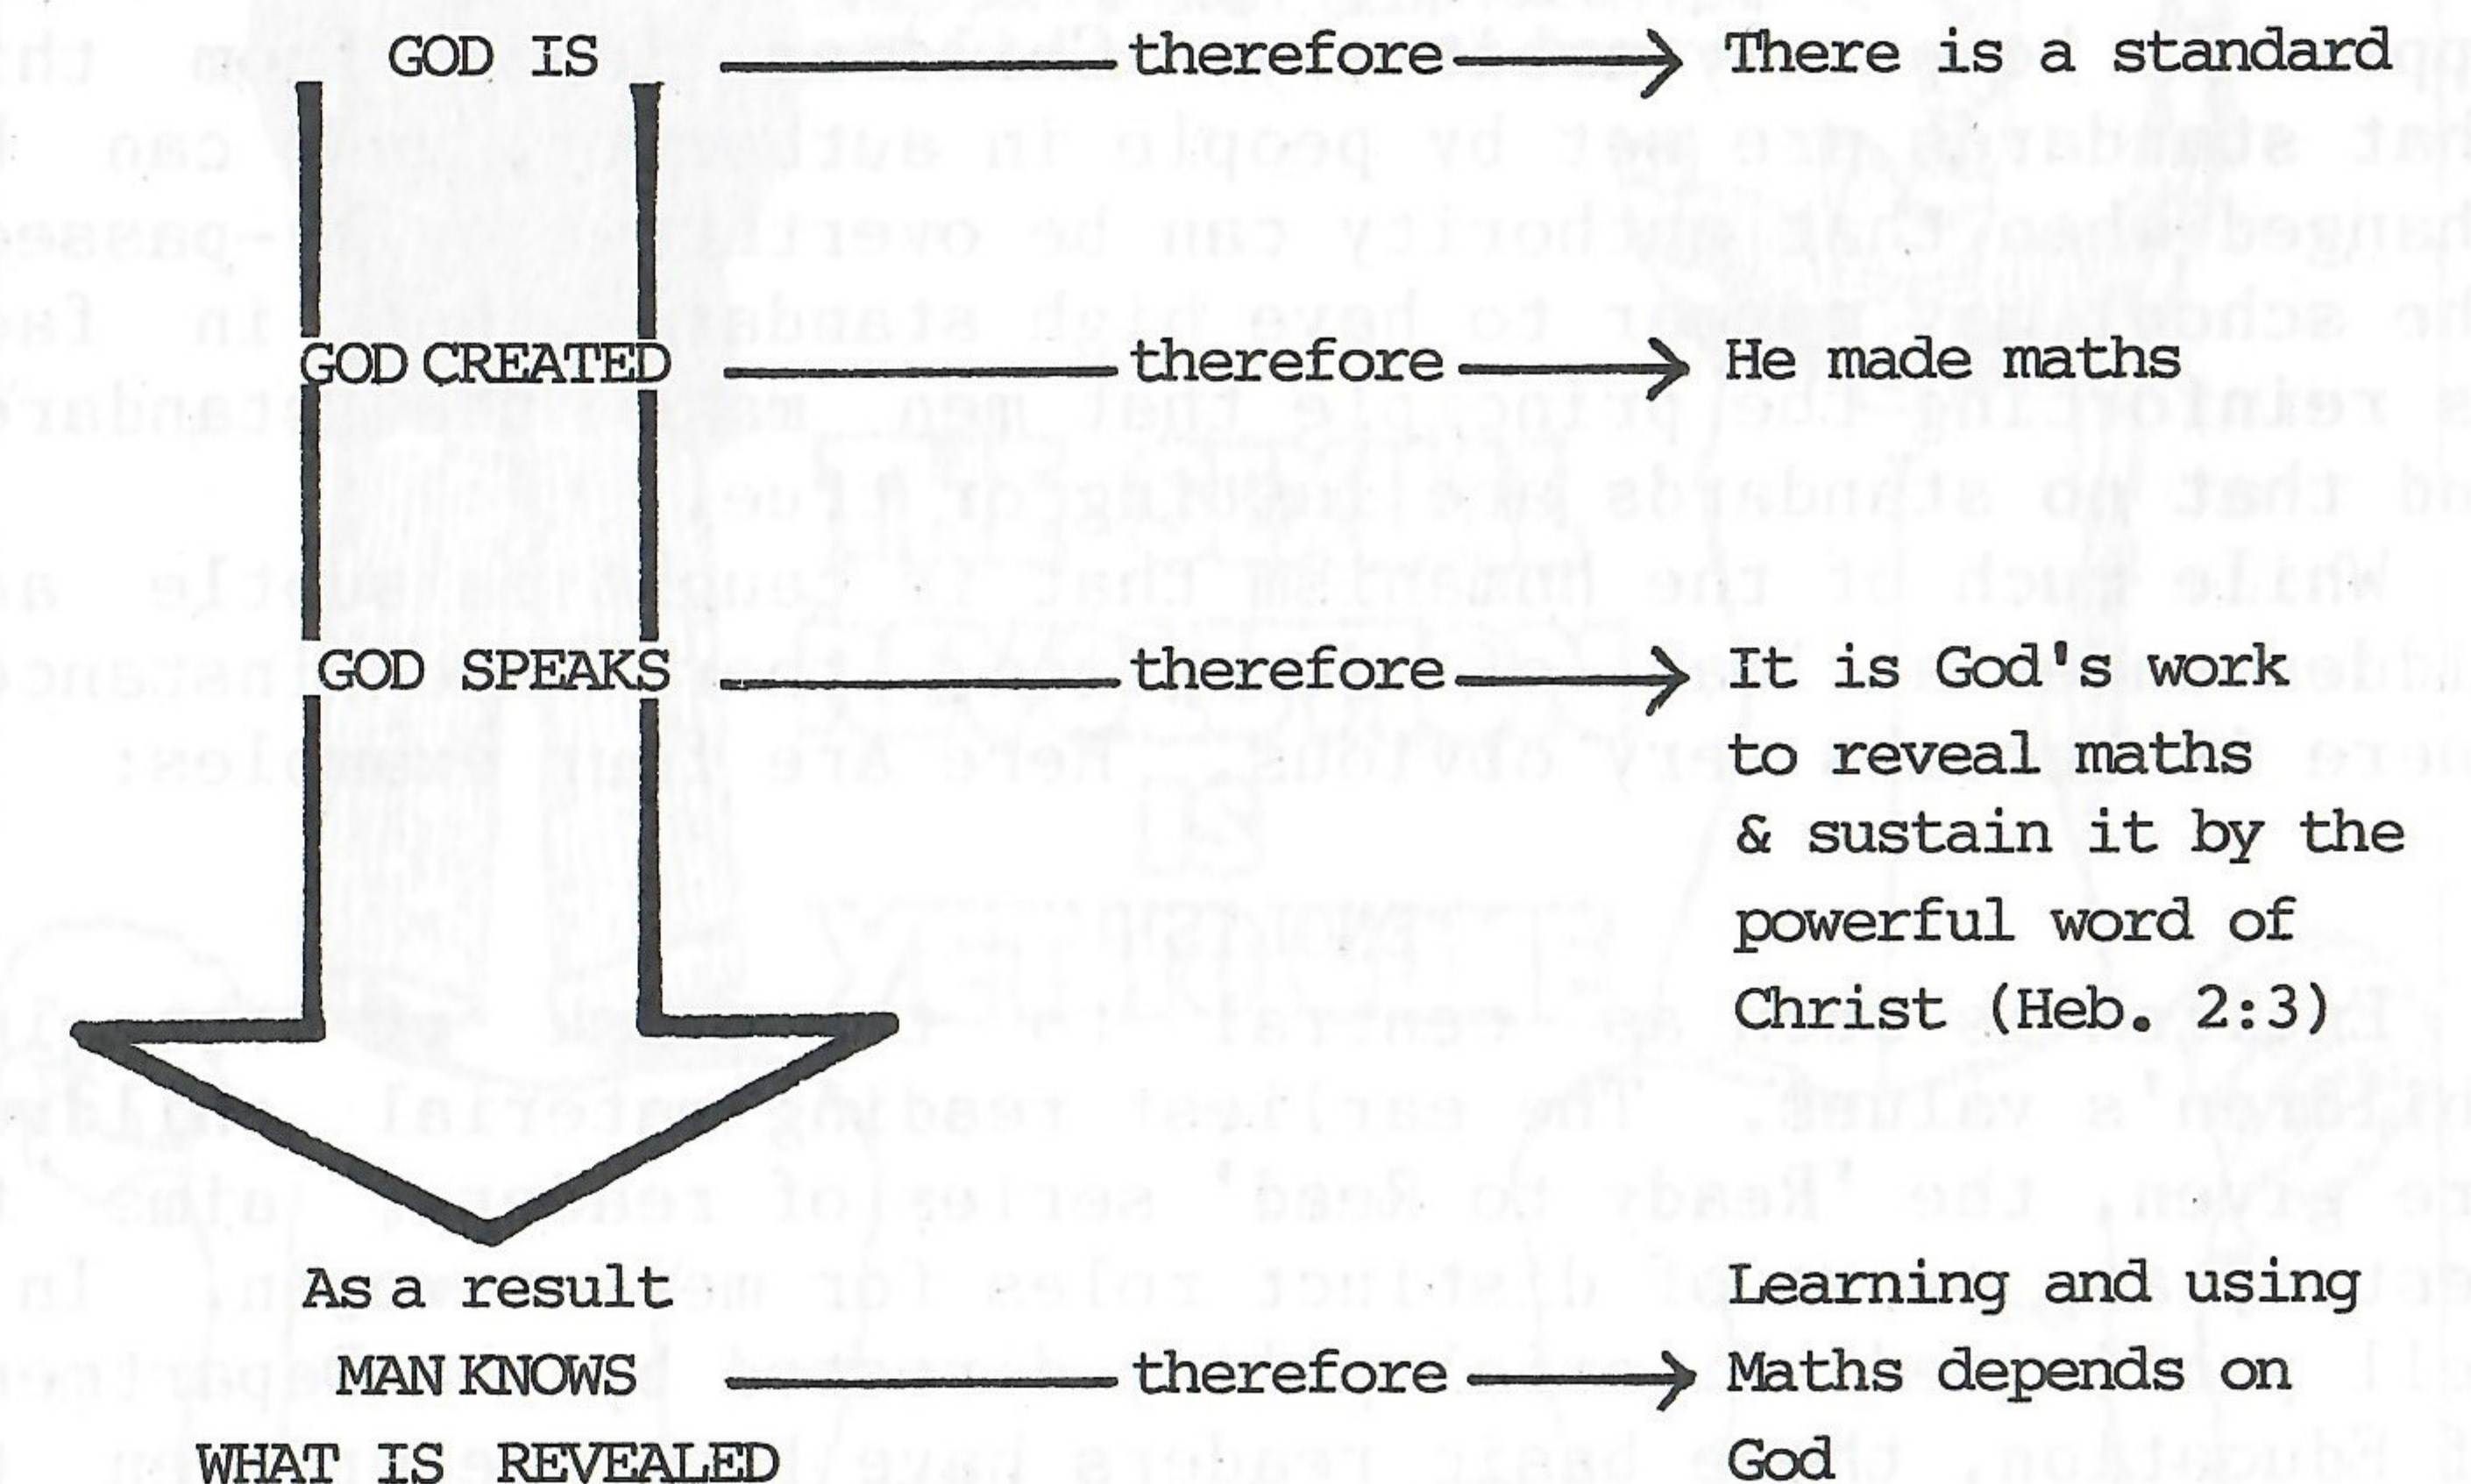 GOD IS therefore There is a standard
GOD CREATED therefore He made maths
GOD SPEAKS therefore It is God's work
to reveal maths
& sustain it by the
powerful word of
Christ (Heb. 2:3)
As a result Learning and using
MAN KNOWS therefore Maths depends on
WHAT IS REVEALED God